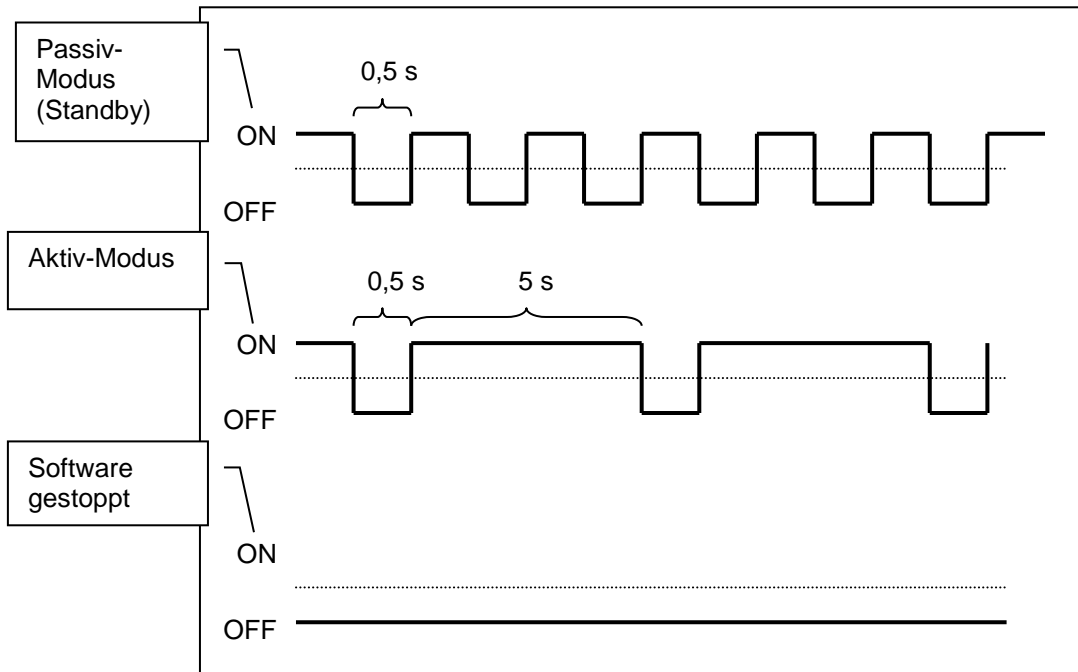 Passiv-
Modus
(Standby)
0,5 s
ON
OFF
Aktiv-Modus
0,5 s
5 s
ON
OFF
Software
gestoppt
ON
OFF